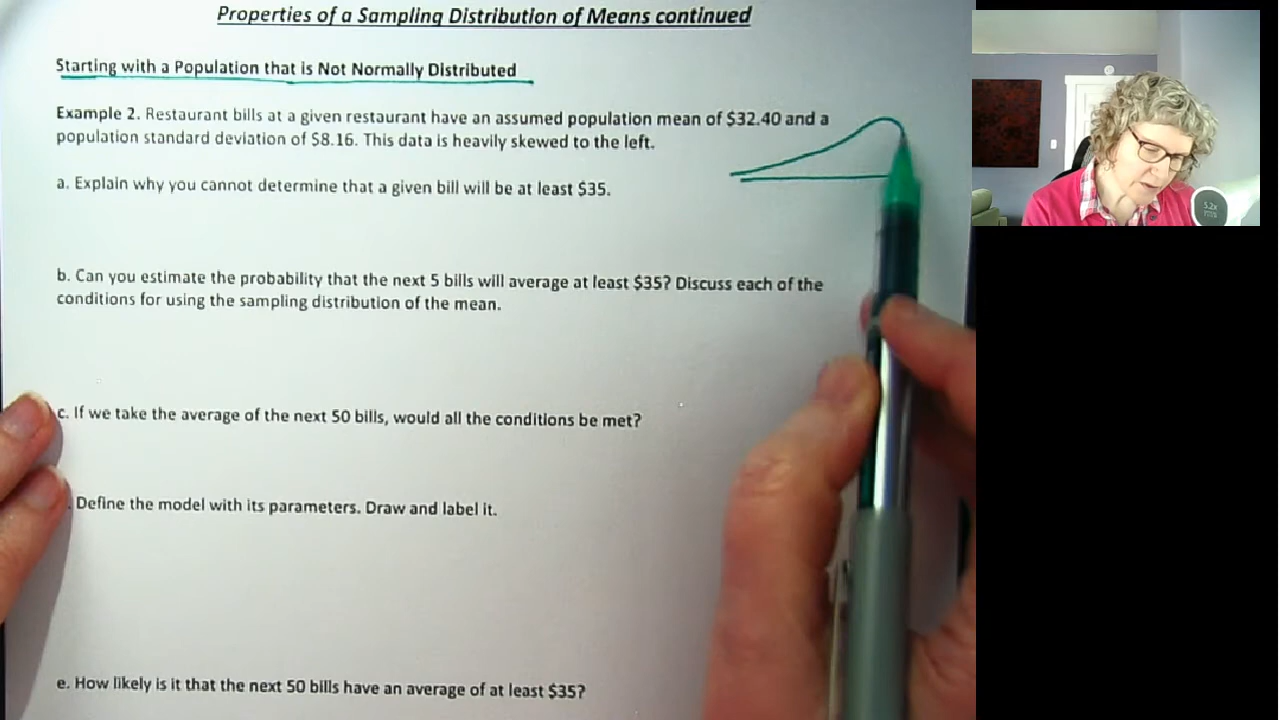 Properties of a Sampling Distribution of Means continued
Starting with a Population that is Not Normally Distributed
Example 2. Restaurant bills at a given restaurant have an assumed population mean of $32.40 and a
population standard deviation of $8.16. This data is heavily skewed to the left.
a. Explain why you cannot determine that a given bill will be at least $35.
b. Can you estimate the probability that the next 5 bills will average at least $35? Discuss each of the
conditions for using the sampling distribution of the mean.
c. If we take the average of the next 50 bills, would all the conditions be met?
. Define the model with its parameters. Draw and label it.
e. How likely is it that the next 50 bills have an average of at least $35?